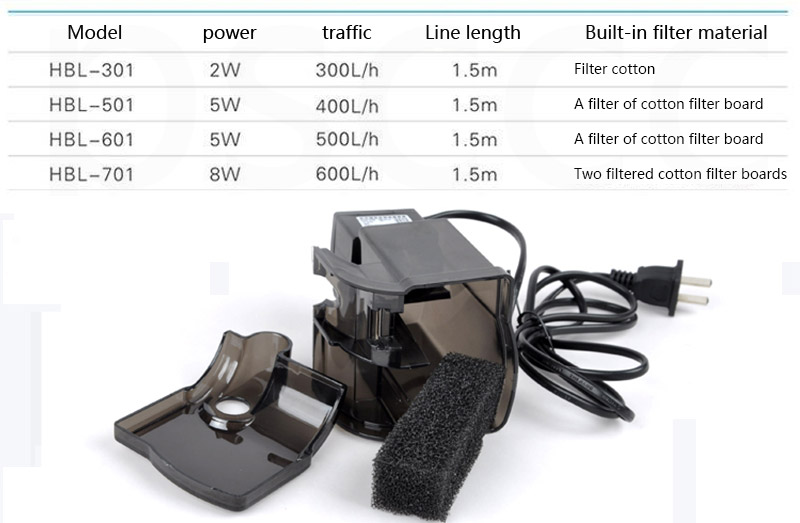 Model power traffic Line length Built-in filter material
HBL-301 2W 300L/h 1.5m Filter cotton
HBL-501 5W 400L/h 1.5m A filter of cotton filter board
HBL-601 5W 500L/h 1.5m A filter of cotton filter board
HBL-701 8W 600L/h 1.5m Two filtered cotton filter boards